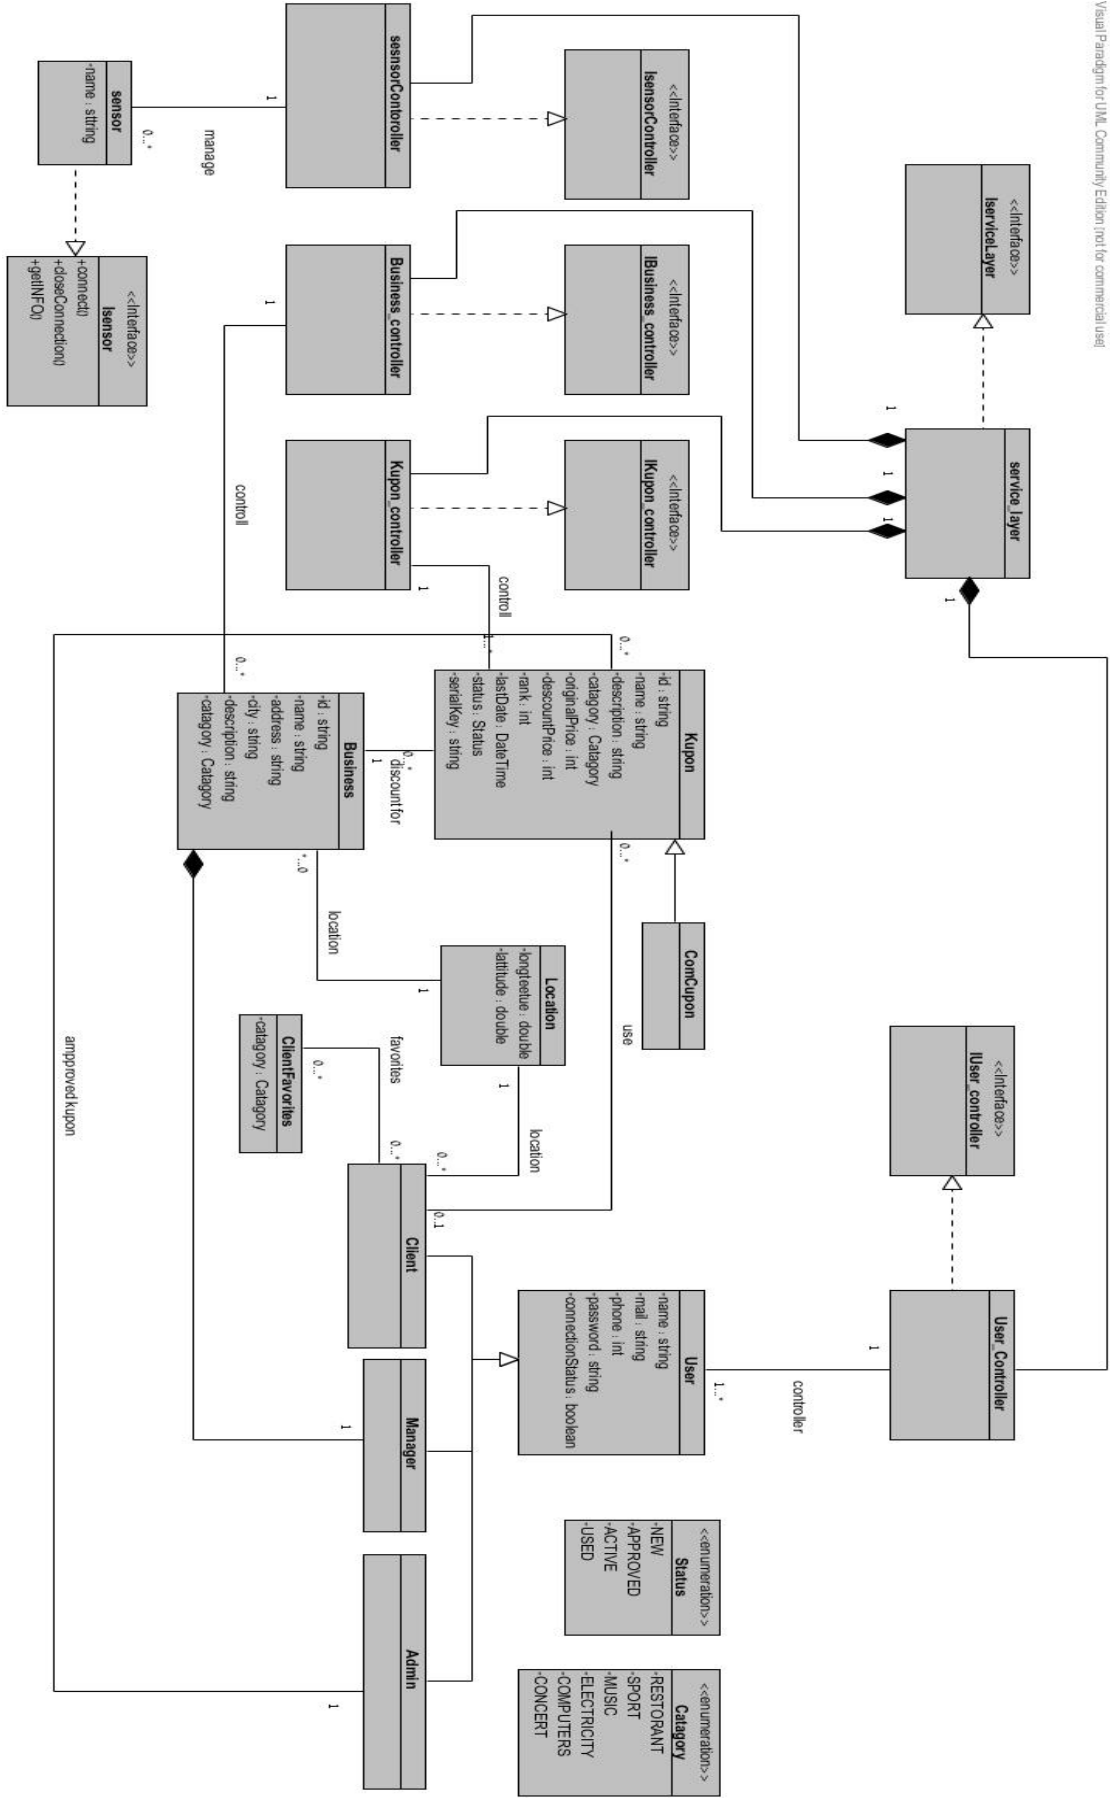 Visual Paradigm for UML Community Edition [not for commercial use]
<<Interface>>
IserviceLayer
service_layer
1
1
1
1
<<Interface>>
IUser_controller
User_Controller
1
controller
1...*
<<Interface>>
IsensorController
<<Interface>>
IBusiness_controller
<<Interface>>
IKupon_controller
sesnsorContoroller
Business_controller
Kupon_controller
1
manage
0...*
sensor
-name : sttring
<<Interface>>
Isensor
+connect()
+closeConnection()
+getINFO()
1
controll
0...*
1
controll
1...*
0...*
Kupon
-id : string
-name : string
-description : string
-catagory : Catagory
-originalPrice : int
-descountPrice : int
-rank : int
-lastDate : DateTime
-status : Status
-serialKey : string
0...*
use
0..1
ComCupon
0...*
discount for
1
Business
-id : string
-name : string
-address : string
-city : string
-description : string
-catagory : Catagory
*...0
location
1
Location
-longteetue : double
-lattitude : double
1
location
0...*
ClientFavorites
-catagory : Catagory
0...*
favorites
0...*
Client
User
-name : string
-mail : string
-phone : int
-password : string
-connectionStatus : boolean
Manager
1
Admin
1
ampproved kupon
<<enumeration>>
Status
-NEW
-APPROVED
-ACTIVE
-USED
<<enumeration>>
Catagory
-RESTORANT
-SPORT
-MUSIC
-ELECTRICITY
-COMPUTERS
-CONCERT